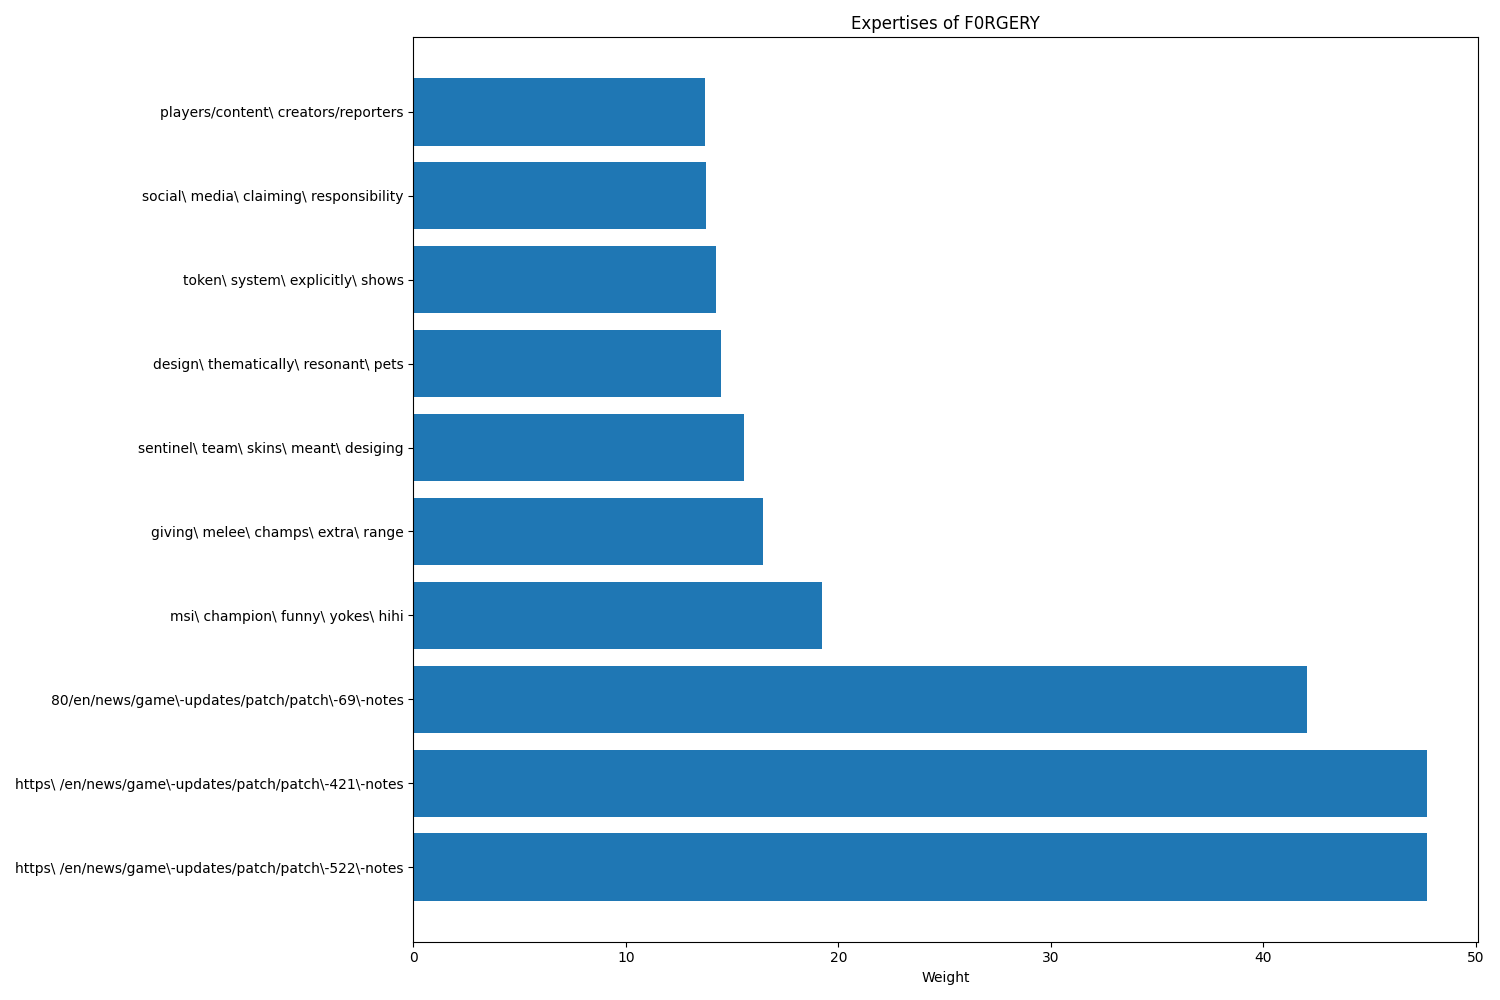 Expertises of F0RGERY
players/content\ creators/reporters
social\ media\ claiming\ responsibility
token\ system\ explicitly\ shows
design\ thematically\ resonant\ pets
sentinel\ team\ skins\ meant\ desiging
giving\ melee\ champs\ extra\ range
msi\ champion\ funny\ yokes\ hihi
80/en/news/game\-updates/patch/patch\-69\-notes
https\ /en/news/game\-updates/patch/patch\-421\-notes
https\ /en/news/game\-updates/patch/patch\-522\-notes
0 10 20 30 40 50
Weight